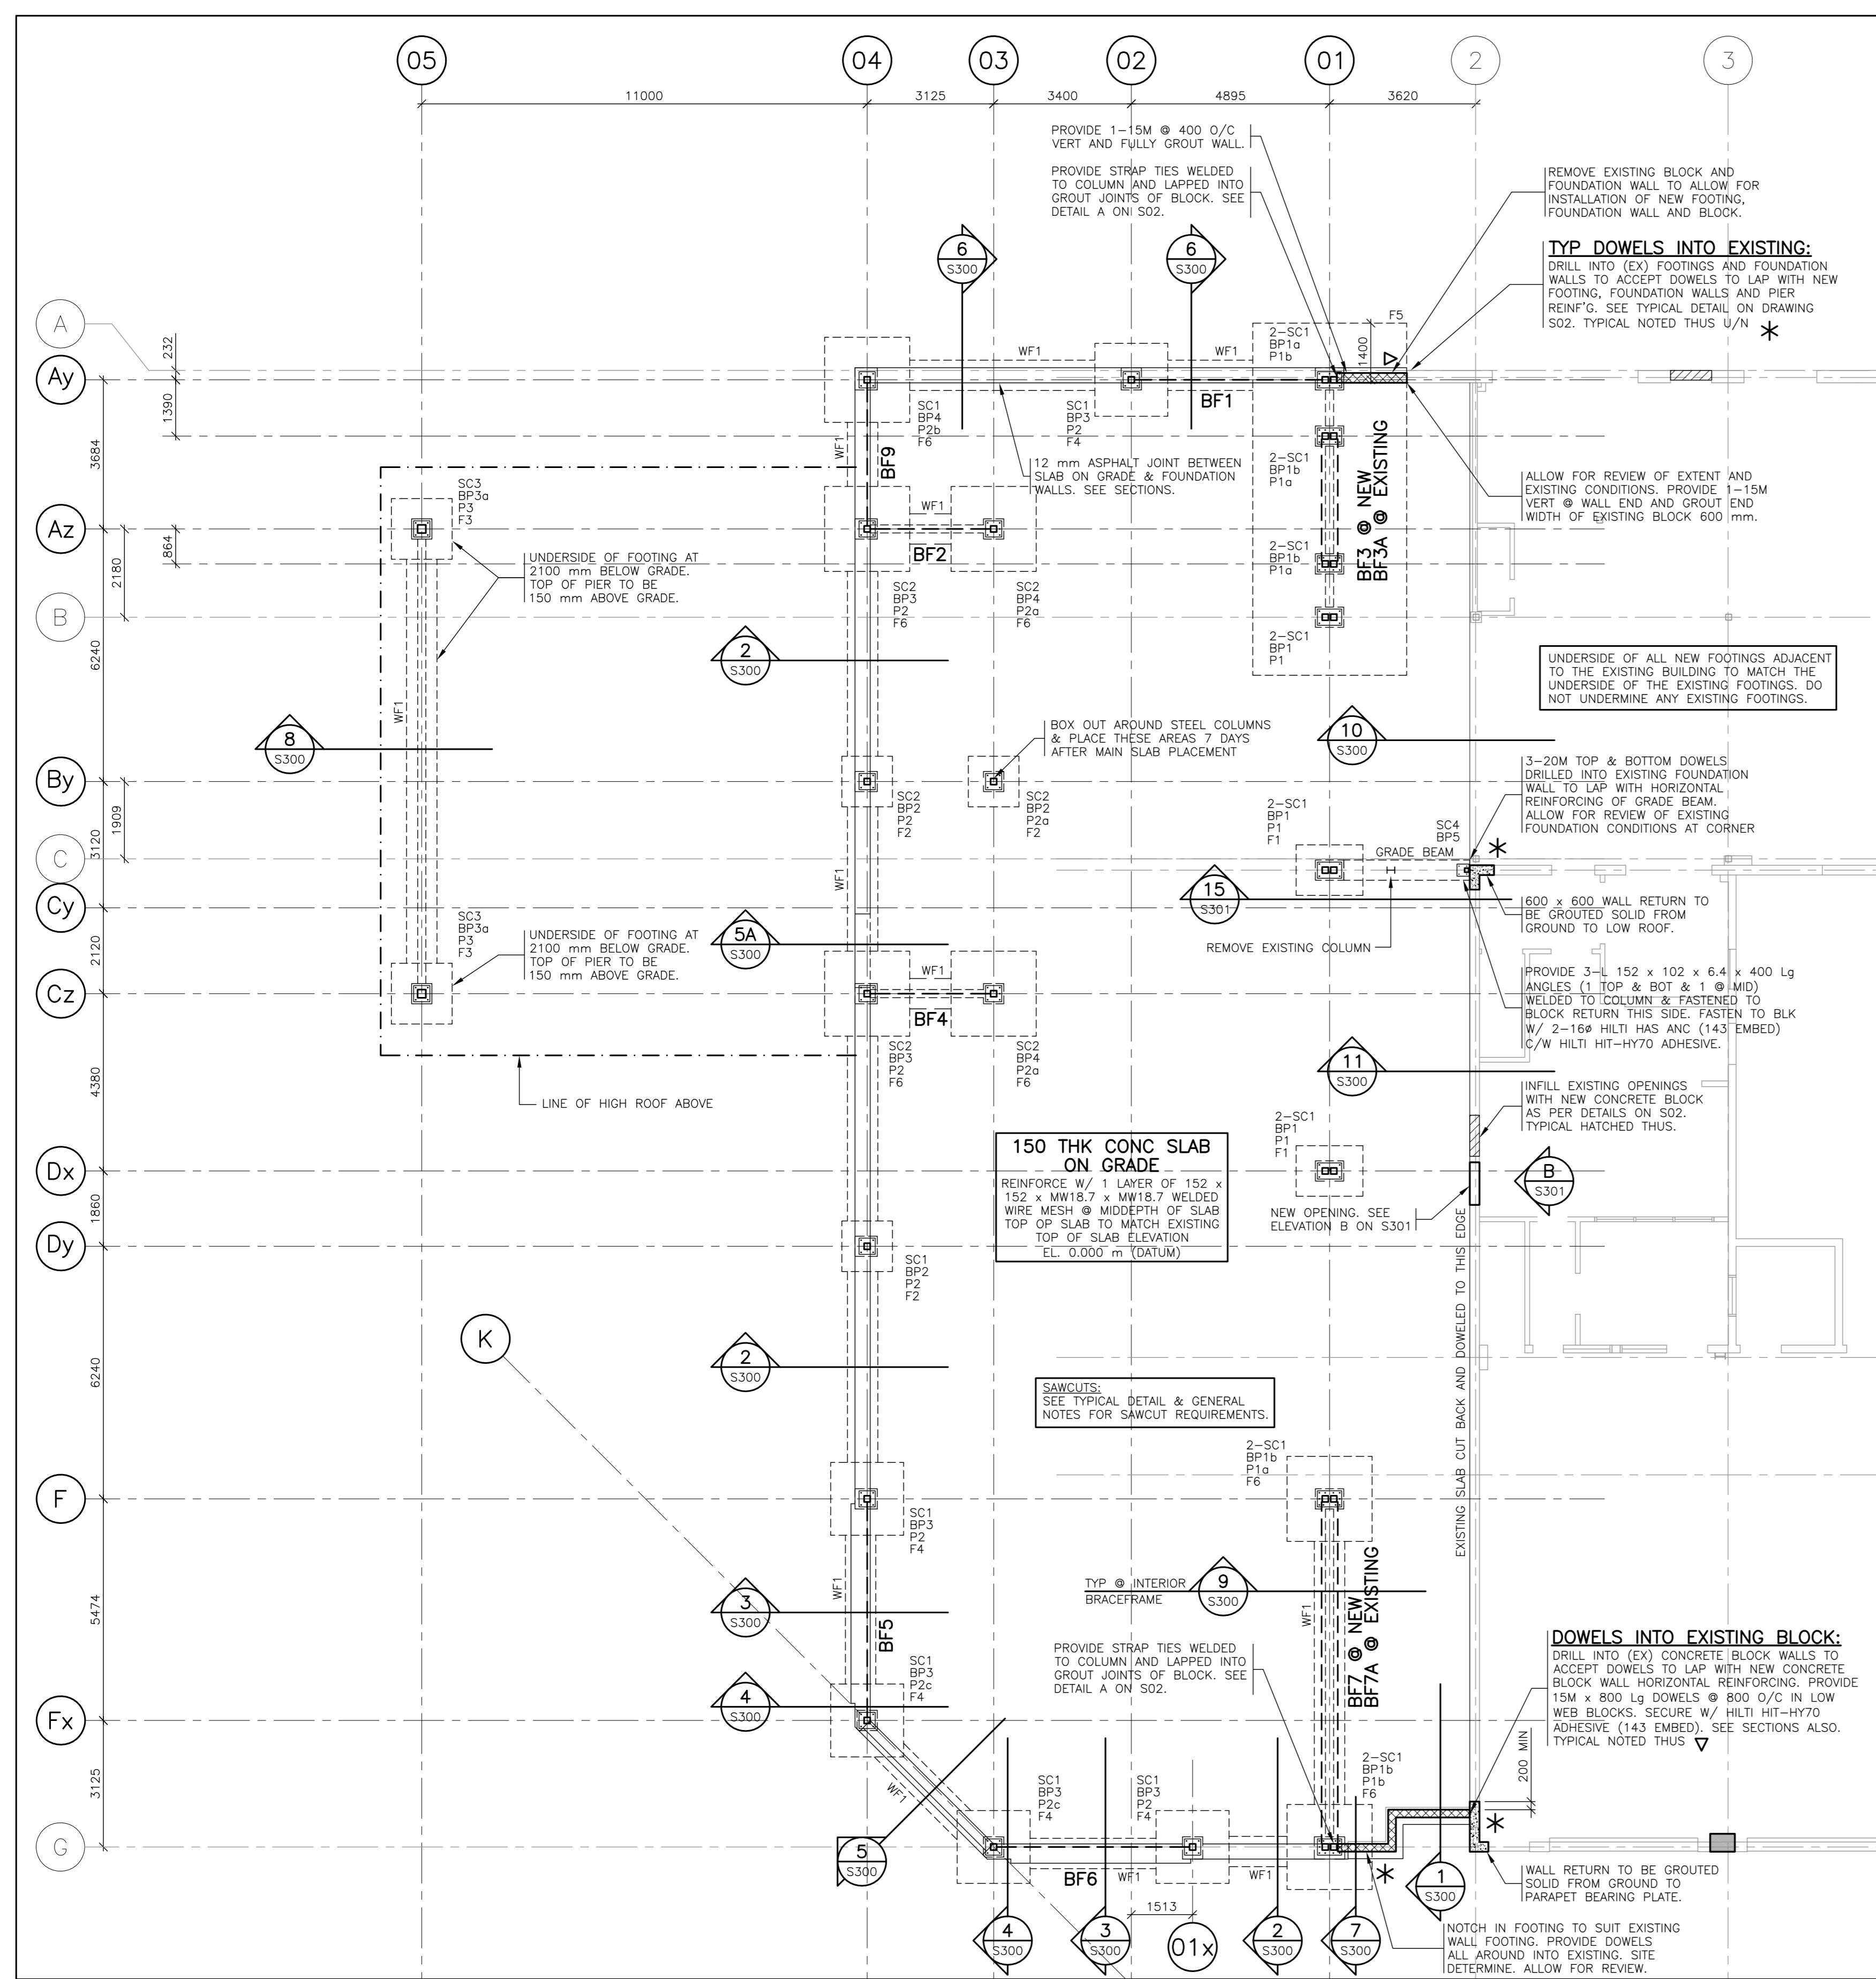 05
04
03
02
01
2
3
11000
3125
3400
4895
3620
PROVIDE 1-15M @ 400 O/C
VERT AND FULLY GROUT WALL.
PROVIDE STRAP TIES WELDED
TO COLUMN AND LAPPED INTO
GROUT JOINTS OF BLOCK. SEE
DETAIL A ON S02.
REMOVE EXISTING BLOCK AND
FOUNDATION WALL TO ALLOW FOR
INSTALLATION OF NEW FOOTING,
FOUNDATION WALL AND BLOCK.
TYP DOWELS INTO EXISTING:
DRILL INTO (EX) FOOTINGS AND FOUNDATION
WALLS TO ACCEPT DOWELS TO LAP WITH NEW
FOOTING, FOUNDATION WALLS AND PIER
REINF'G. SEE TYPICAL DETAIL ON DRAWING
S02. TYPICAL NOTED THUS U/N
6
S300
6
S300
A
Ay
232
1390
3684
WF1
WF1
2-SC1
BP1a
P1b
F5
1400
SC1
BP4
P2b
F6
SC1
BP3
P2
F4
BF1
WF1
BF9
12 mm ASPHALT JOINT BETWEEN
SLAB ON GRADE & FOUNDATION
WALLS. SEE SECTIONS.
2-SC1
BP1b
P1a
BF3 @ NEW
BF3A @ EXISTING
ALLOW FOR REVIEW OF EXTENT AND
EXISTING CONDITIONS. PROVIDE 1-15M
VERT @ WALL END AND GROUT END
WIDTH OF EXISTING BLOCK 600 mm.
Az
SC3
BP3a
P3
F3
WF1
BF2
864
2180
UNDERSIDE OF FOOTING AT
2100 mm BELOW GRADE.
TOP OF PIER TO BE
150 mm ABOVE GRADE.
2-SC1
BP1b
P1a
SC2
BP3
P2
F6
SC2
BP4
P2a
F6
B
6240
2
S300
2-SC1
BP1
P1
UNDERSIDE OF ALL NEW FOOTINGS ADJACENT
TO THE EXISTING BUILDING TO MATCH THE
UNDERSIDE OF THE EXISTING FOOTINGS. DO
NOT UNDERMINE ANY EXISTING FOOTINGS.
WF1
8
S300
BOX OUT AROUND STEEL COLUMNS
& PLACE THESE AREAS 7 DAYS
AFTER MAIN SLAB PLACEMENT
10
S300
By
SC2
BP2
P2
F2
SC2
BP2
P2a
F2
3-20M TOP & BOTTOM DOWELS
DRILLED INTO EXISTING FOUNDATION
WALL TO LAP WITH HORIZONTAL
REINFORCING OF GRADE BEAM.
ALLOW FOR REVIEW OF EXISTING
FOUNDATION CONDITIONS AT CORNER
1909
3120
2-SC1
BP1
P1
F1
SC4
BP5
GRADE BEAM
C
WF1
15
S301
Cy
600 x 600 WALL RETURN TO
BE GROUTED SOLID FROM
GROUND TO LOW ROOF.
SC3
BP3a
P3
F3
UNDERSIDE OF FOOTING AT
2100 mm BELOW GRADE.
TOP OF PIER TO BE
150 mm ABOVE GRADE.
5A
S300
REMOVE EXISTING COLUMN
2120
PROVIDE 3-L 152 x 102 x 6.4 x 400 Lg
ANGLES (1 TOP & BOT & 1 @ MID)
WELDED TO COLUMN & FASTENED TO
BLOCK RETURN THIS SIDE. FASTEN TO BLK
W/ 2-16ø HILTI HAS ANC (143 EMBED)
C/W HILTI HIT-HY70 ADHESIVE.
Cz
WF1
BF4
SC2
BP3
P2
F6
SC2
BP4
P2a
F6
11
S300
4380
LINE OF HIGH ROOF ABOVE
INFILL EXISTING OPENINGS
WITH NEW CONCRETE BLOCK
AS PER DETAILS ON S02.
TYPICAL HATCHED THUS.
2-SC1
BP1
P1
F1
150 THK CONC SLAB
ON GRADE
REINFORCE W/ 1 LAYER OF 152 x
152 x MW18.7 x MW18.7 WELDED
WIRE MESH @ MIDDEPTH OF SLAB
TOP OP SLAB TO MATCH EXISTING
TOP OF SLAB ELEVATION
EL. 0.000 m (DATUM)
Dx
B
S301
NEW OPENING. SEE
ELEVATION B ON S301
1860
Dy
SC1
BP2
P2
F2
EXISTING SLAB CUT BACK AND DOWELED TO THIS EDGE
K
2
S300
6240
SAWCUTS:
SEE TYPICAL DETAIL & GENERAL
NOTES FOR SAWCUT REQUIREMENTS.
2-SC1
BP1b
P1a
F6
F
SC1
BP3
P2
F4
5474
WF1
BF5
3
S300
TYP @ INTERIOR
BRACEFRAME
9
S300
WF1
BF7 @ NEW
BF7A @ EXISTING
PROVIDE STRAP TIES WELDED
TO COLUMN AND LAPPED INTO
GROUT JOINTS OF BLOCK. SEE
DETAIL A ON S02.
DOWELS INTO EXISTING BLOCK:
DRILL INTO (EX) CONCRETE BLOCK WALLS TO
ACCEPT DOWELS TO LAP WITH NEW CONCRETE
BLOCK WALL HORIZONTAL REINFORCING. PROVIDE
15M x 800 Lg DOWELS @ 800 O/C IN LOW
WEB BLOCKS. SECURE W/ HILTI HIT-HY70
ADHESIVE (143 EMBED). SEE SECTIONS ALSO.
TYPICAL NOTED THUS
SC1
BP3
P2c
F4
4
S300
Fx
3125
WF1
200 MIN
SC1
BP3
P2c
F4
SC1
BP3
P2
F4
2-SC1
BP1b
P1b
F6
G
5
S300
BF6
WF1
WF1
1
S300
WALL RETURN TO BE GROUTED
SOLID FROM GROUND TO
PARAPET BEARING PLATE.
1513
4
S300
3
S300
01x
2
S300
7
S300
NOTCH IN FOOTING TO SUIT EXISTING
WALL FOOTING. PROVIDE DOWELS
ALL AROUND INTO EXISTING. SITE
DETERMINE. ALLOW FOR REVIEW.